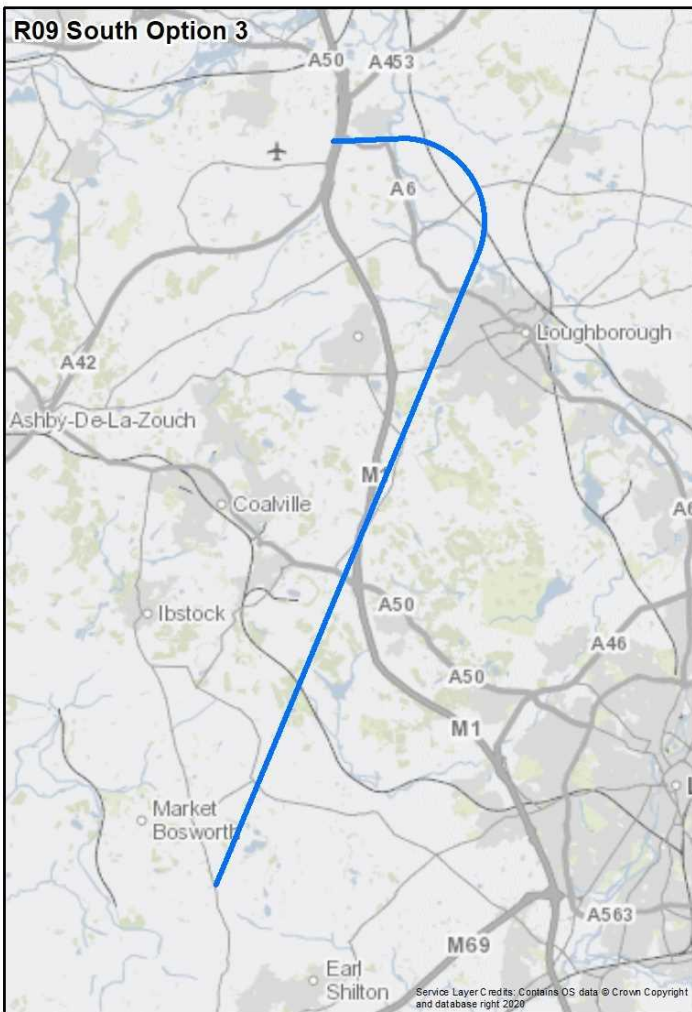 R09 South Option 3
A50
A453
A6
Loughborough
A42
Ashby-De-La-Zouch
M1
Coalville
A50
Ibstock
A46
A50
M1
Market
Bosworth
A563
M69
Earl
Shilton
Service Layer Credits: Contains OS data © Crown Copyright
and database right 2020